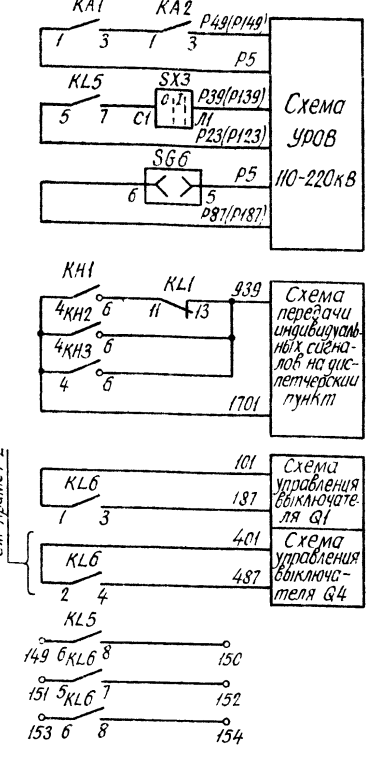 KA1 KA2
1 3 1 3 P49(P149)
P5
KL5 SX3
5 7 C1 O I Л1 P39(P139)
P23(P123)
SG6
6 5 P5
P87(P187)
Схема
УРОВ
110-220кВ
KH1 KL1
4 6 11 13 939
KH2
4 6
KH3
4 6
1701
Схема
передачи
индивидуаль-
ных сигна-
лов на дис-
петчерский
пункт
101
KL6
1 3 187
Схема
управления
выключате-
ля Q1
401
KL6
2 4 487
Схема
управления
выключа-
теля Q4
KL5
149 6 8 150
KL6
151 5 7 152
KL6
153 6 8 154